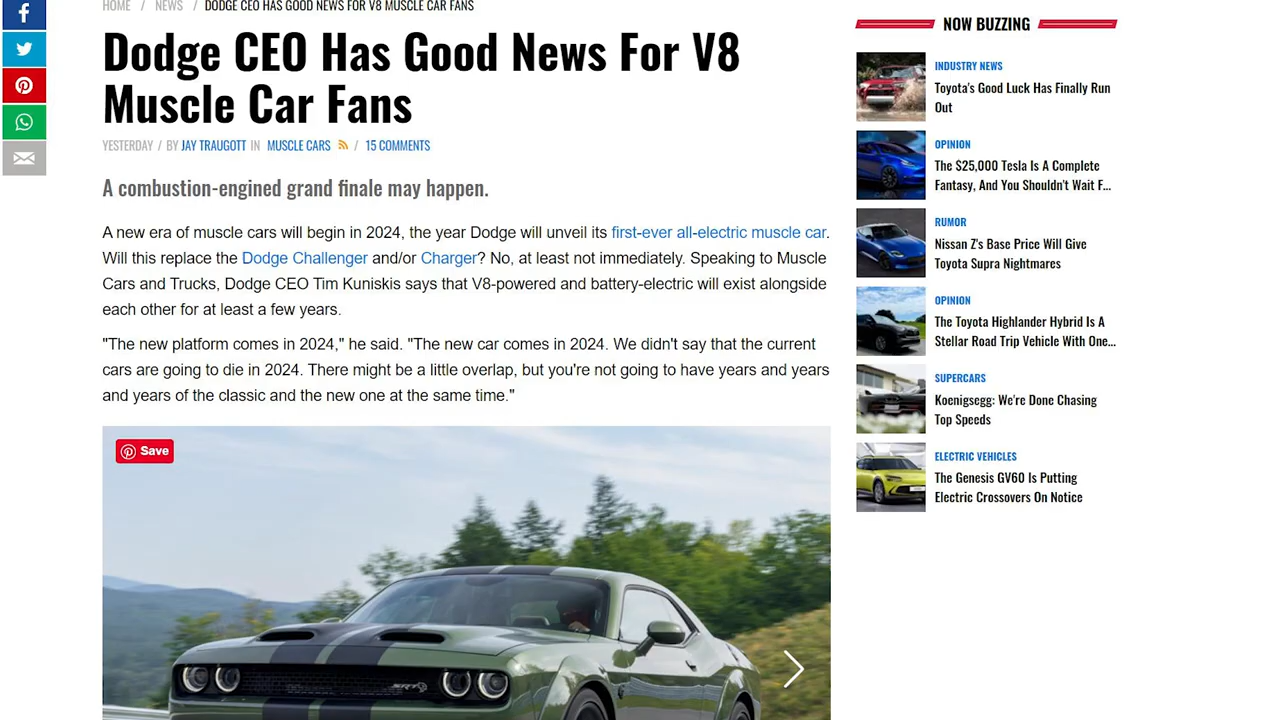 HOME / NEWS / DODGE CEO HAS GOOD NEWS FOR V8 MUSCLE CAR FANS
Dodge CEO Has Good News For V8
Muscle Car Fans
YESTERDAY / BY JAY TRAUGOTT IN MUSCLE CARS / 15 COMMENTS
A combustion-engined grand finale may happen.
A new era of muscle cars will begin in 2024, the year Dodge will unveil its first-ever all-electric muscle car.
Will this replace the Dodge Challenger and/or Charger? No, at least not immediately. Speaking to Muscle
Cars and Trucks, Dodge CEO Tim Kuniskis says that V8-powered and battery-electric will exist alongside
each other for at least a few years.
"The new platform comes in 2024," he said. "The new car comes in 2024. We didn't say that the current
cars are going to die in 2024. There might be a little overlap, but you're not going to have years and years
and years of the classic and the new one at the same time."
Save
SRT
NOW BUZZING
INDUSTRY NEWS
Toyota's Good Luck Has Finally Run
Out
OPINION
The $25,000 Tesla Is A Complete
Fantasy, And You Shouldn't Wait F...
RUMOR
Nissan Z's Base Price Will Give
Toyota Supra Nightmares
OPINION
The Toyota Highlander Hybrid Is A
Stellar Road Trip Vehicle With One...
SUPERCARS
Koenigsegg: We're Done Chasing
Top Speeds
ELECTRIC VEHICLES
The Genesis GV60 Is Putting
Electric Crossovers On Notice